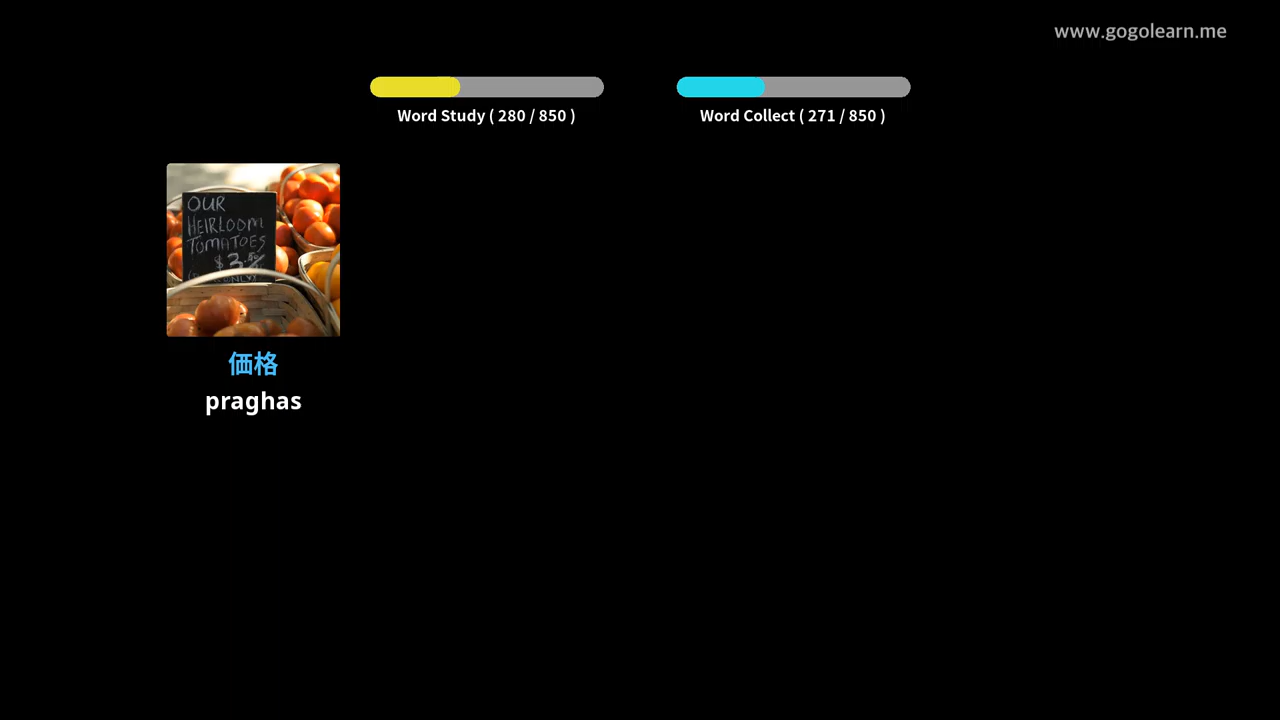 www.gogolearn.me
Word Study ( 280 / 850 )
Word Collect ( 271 / 850 )
OUR
HEIRLOOM
TOMATOES
価格
praghas